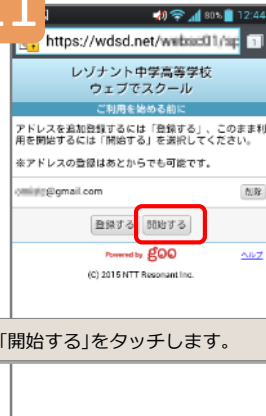 11
80% 12:44
https://wdsd.net/
1
レゾナント中学高等学校
ウェブでスクール
ご利用を始める前に
アドレスを追加登録するには「登録する」、このまま利
用を開始するには「開始する」を選択してください。
※アドレスの登録はあとからでも可能です。
@gmail.com 削除
登録する 開始する
Powered by goo ヘルプ
(C) 2015 NTT Resonant Inc.
「開始する」をタッチします。